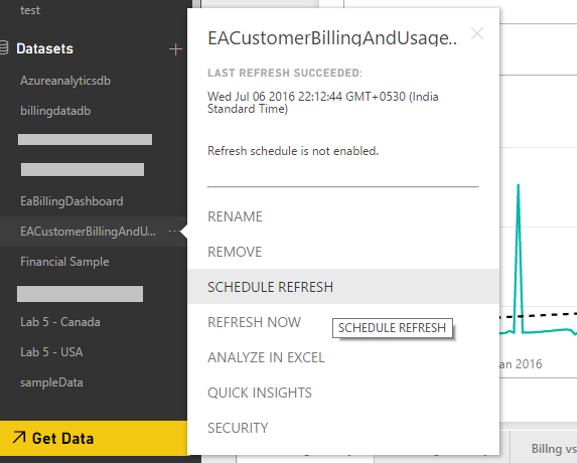 test
Datasets
Azureanalyticsdb
billingdatadb
EaBillingDashboard
EACustomerBillingAndU...
Financial Sample
Lab 5 - Canada
Lab 5 - USA
sampleData
Get Data
EACustomerBillingAndUsage...
LAST REFRESH SUCCEEDED:
Wed Jul 06 2016 22:12:44 GMT+0530 (India
Standard Time)
Refresh schedule is not enabled.
RENAME
REMOVE
SCHEDULE REFRESH
REFRESH NOW
SCHEDULE REFRESH
ANALYZE IN EXCEL
QUICK INSIGHTS
SECURITY
an 2016
Billng vs